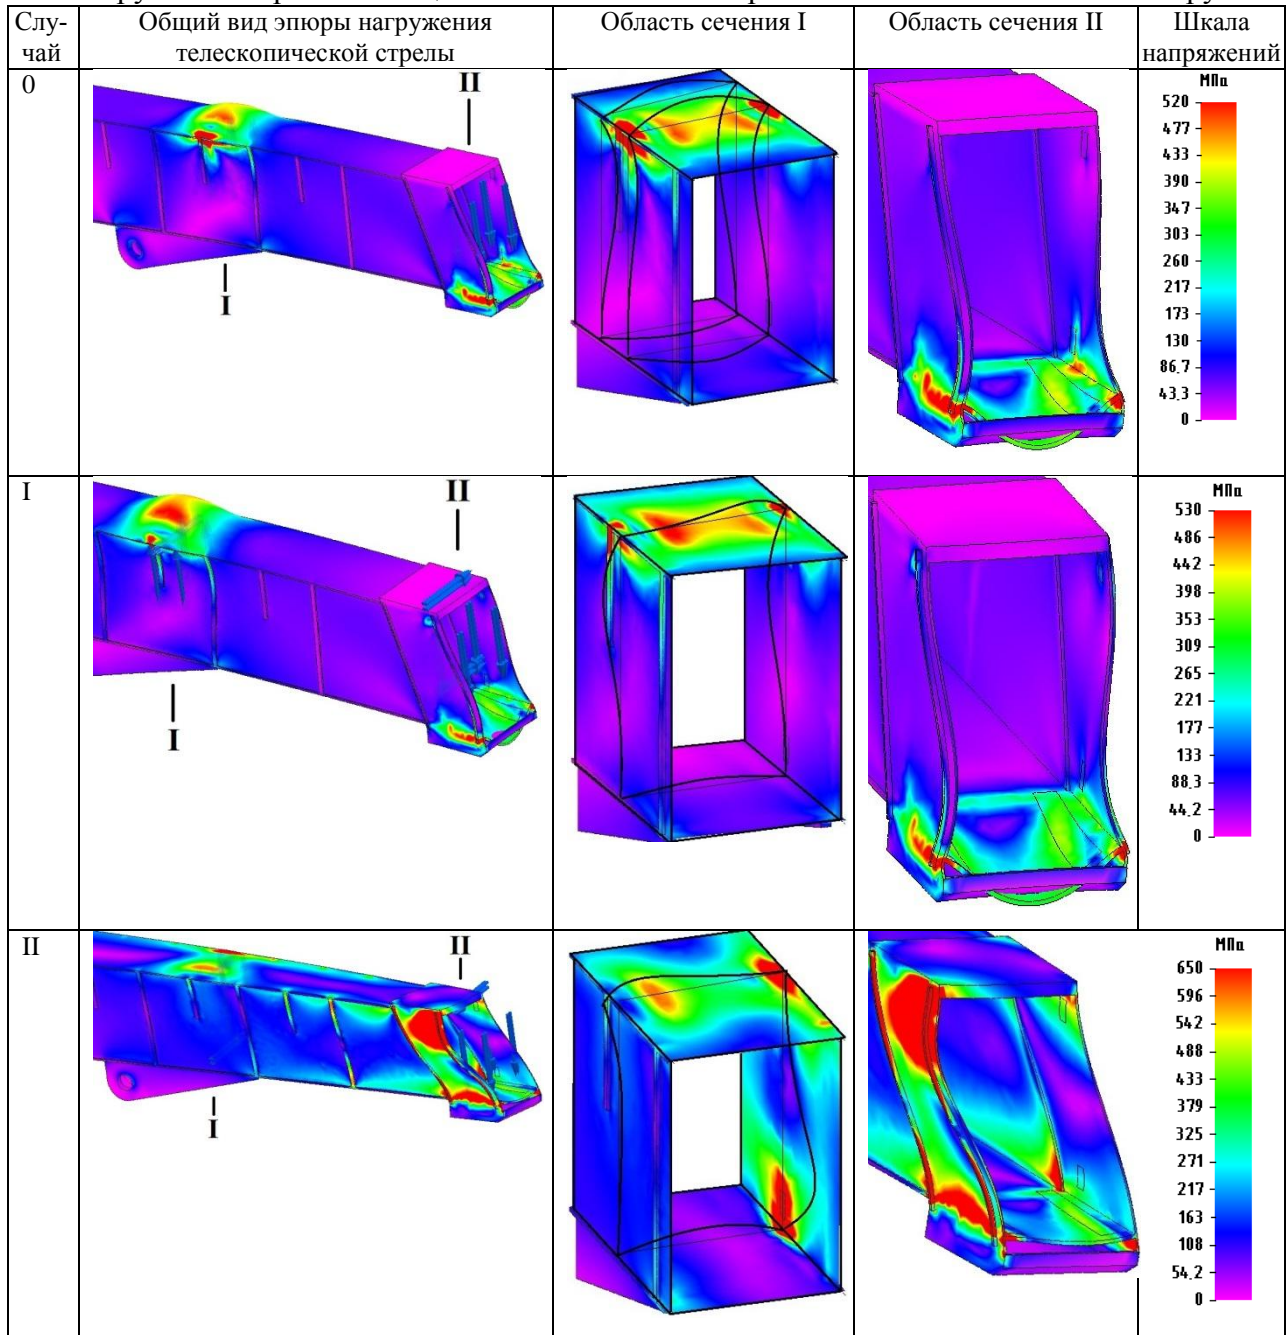 Слу-
чай
Общий вид эпюры нагружения
телескопической стрелы
Область сечения I
Область сечения II
Шкала
напряжений
0
II
I
МПа
520
477
433
390
347
303
260
217
173
130
86,7
43,3
0
I
II
I
МПа
530
486
442
398
353
309
265
221
177
133
88,3
44,2
0
II
II
I
МПа
650
596
542
488
433
379
325
271
217
163
108
54,2
0